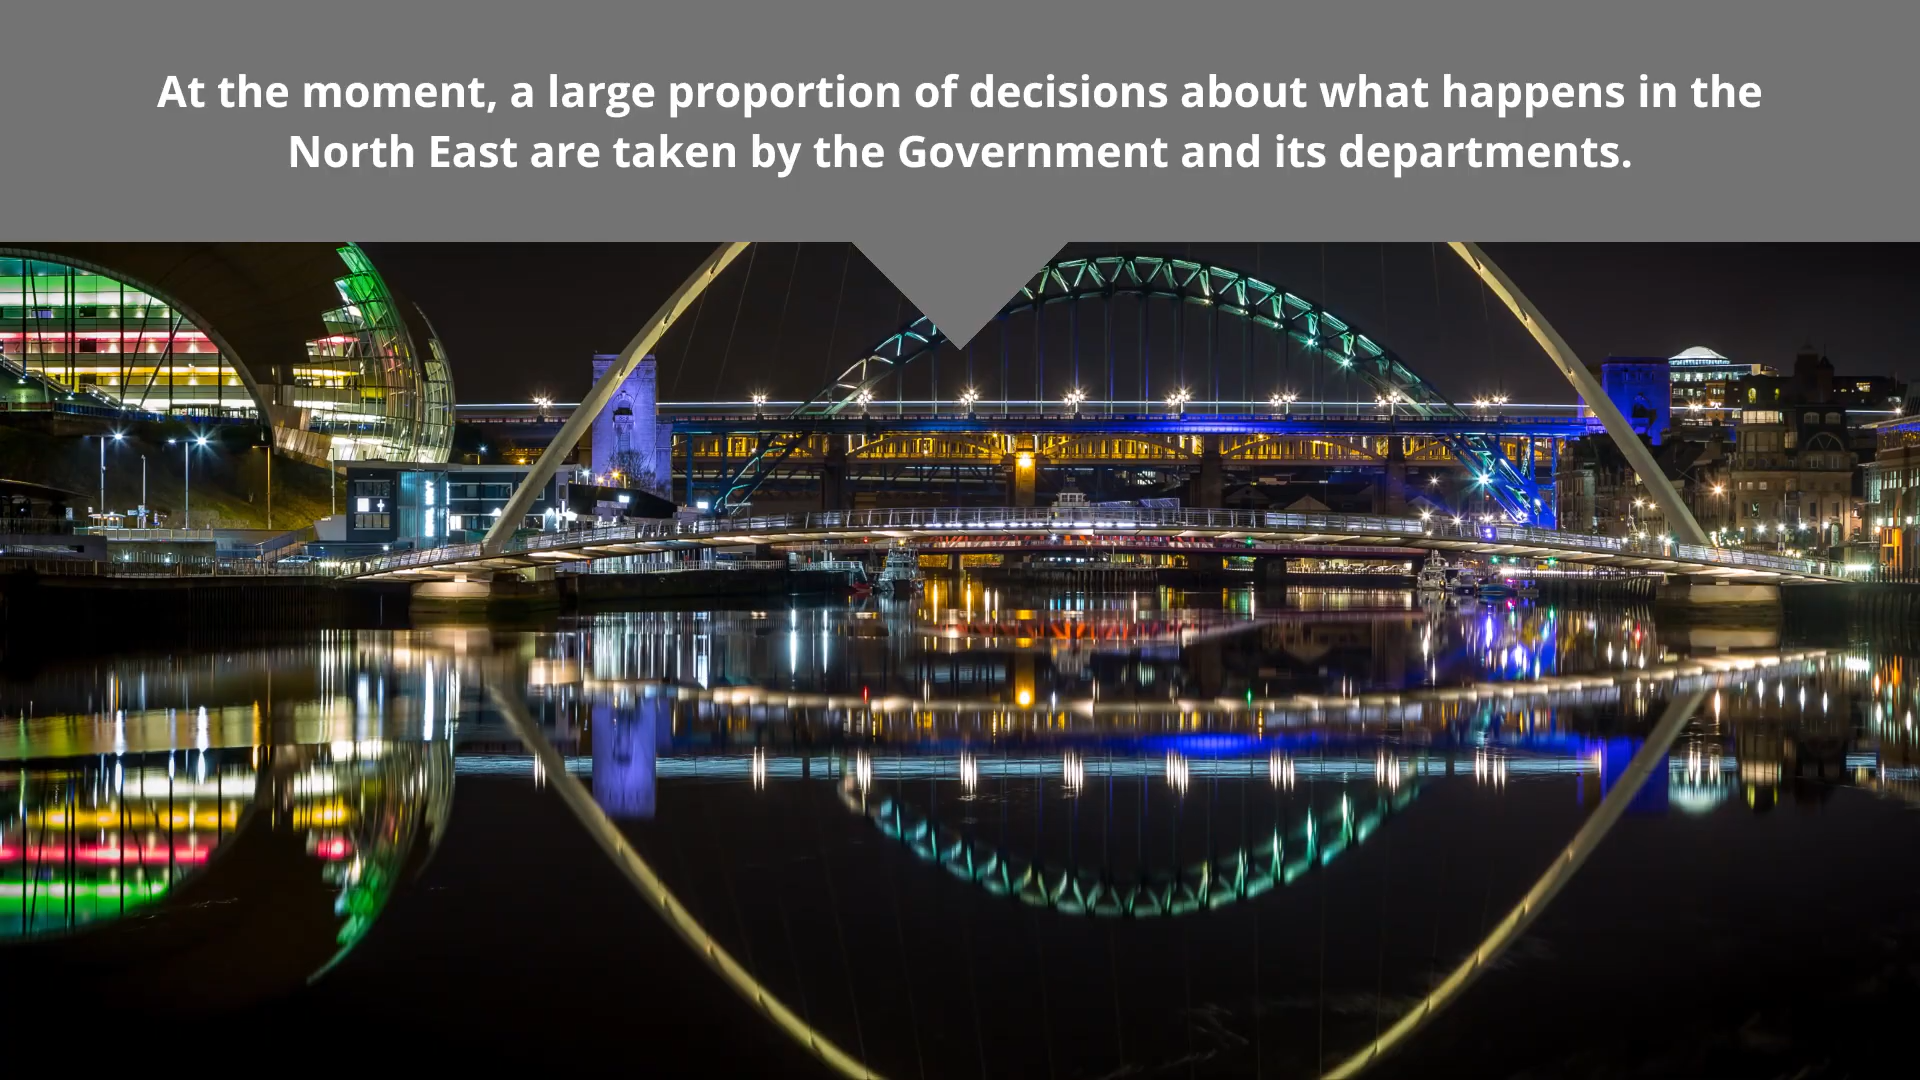 At the moment, a large proportion of decisions about what happens in the
North East are taken by the Government and its departments.